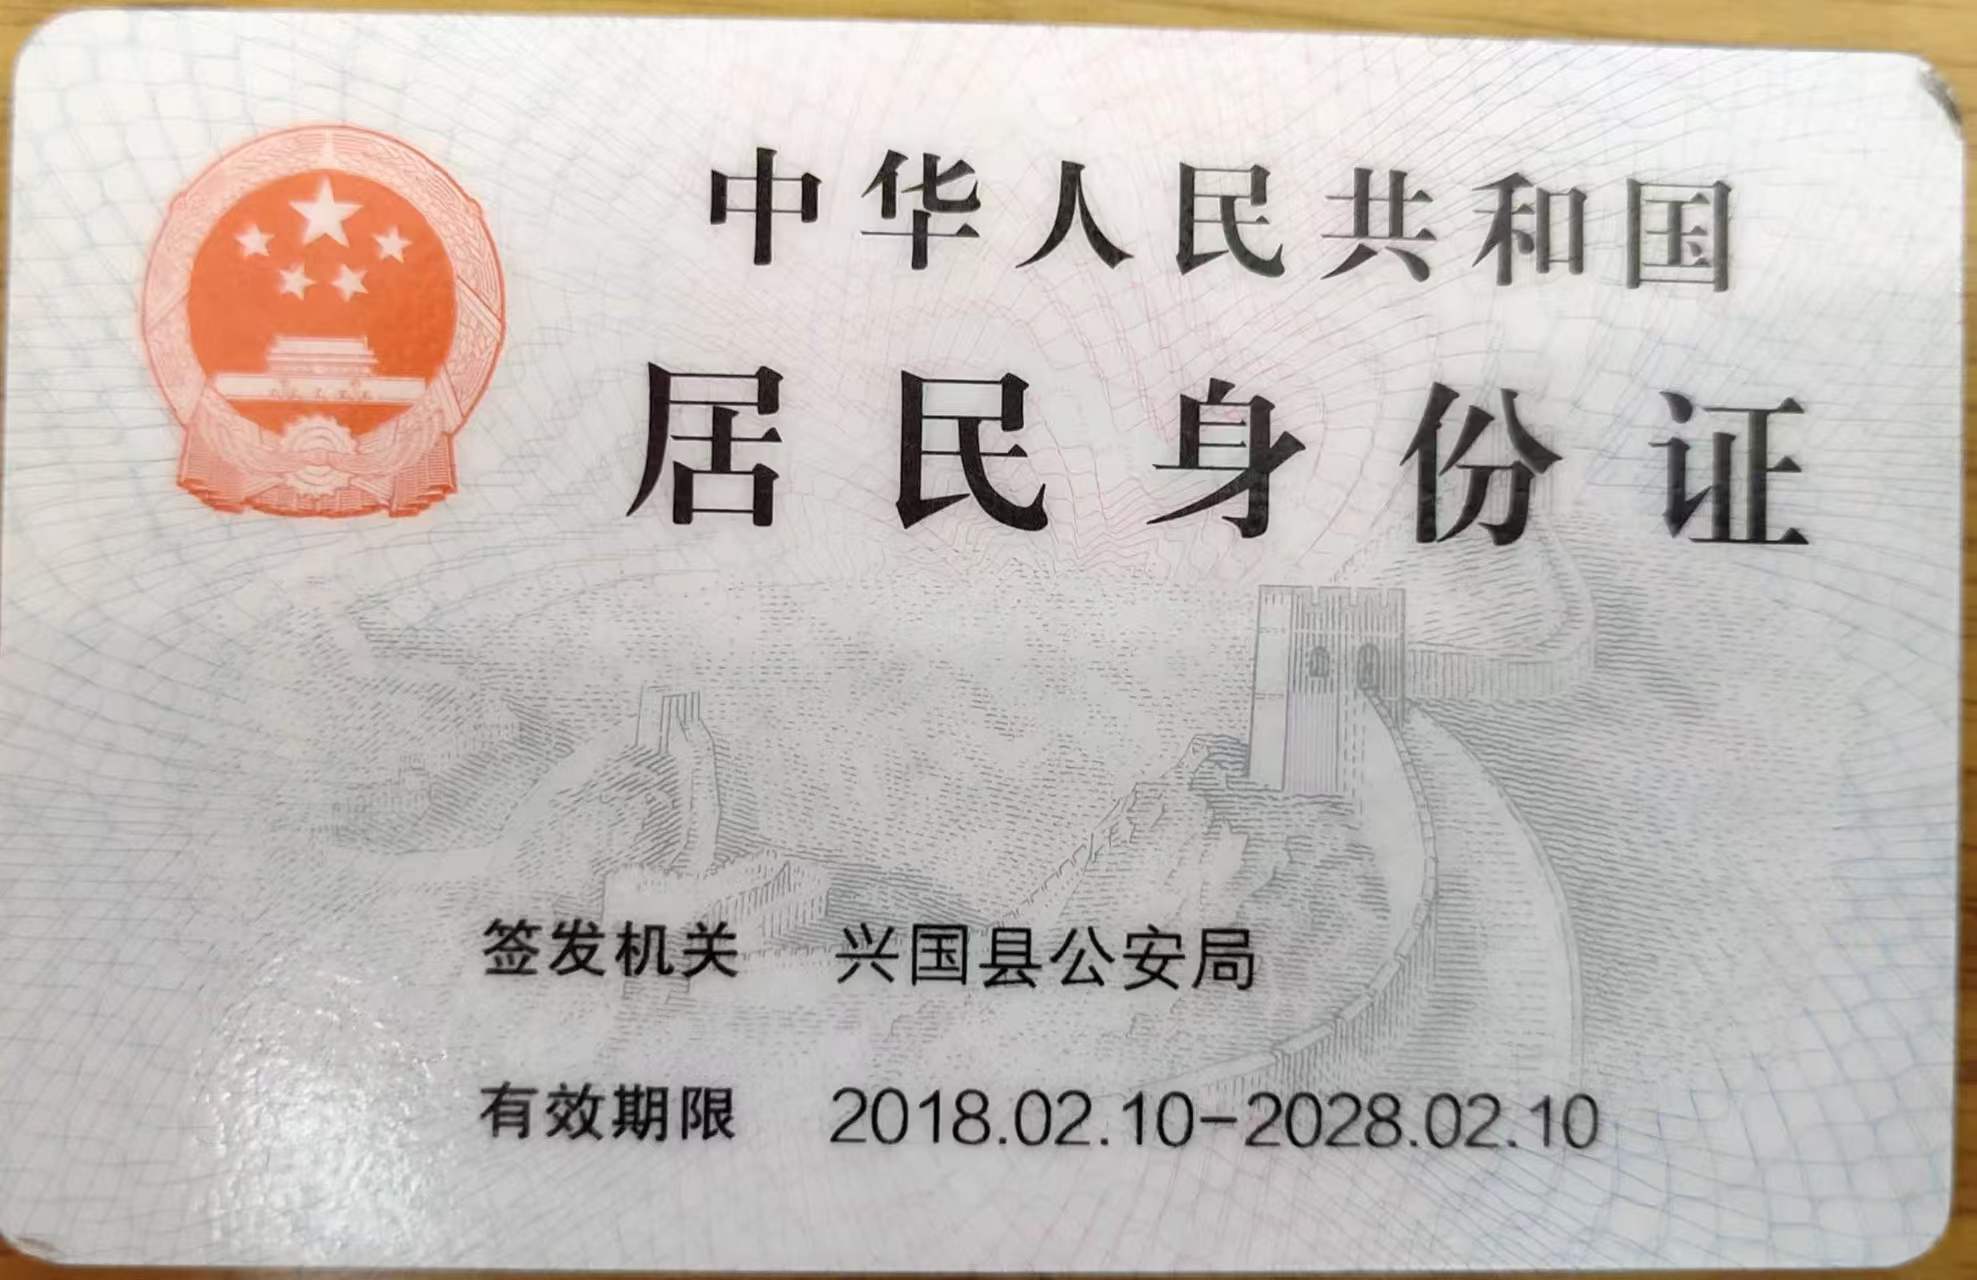 中华人民共和国
居民身份证
签发机关 兴国县公安局
有效期限 2018.02.10-2028.02.10